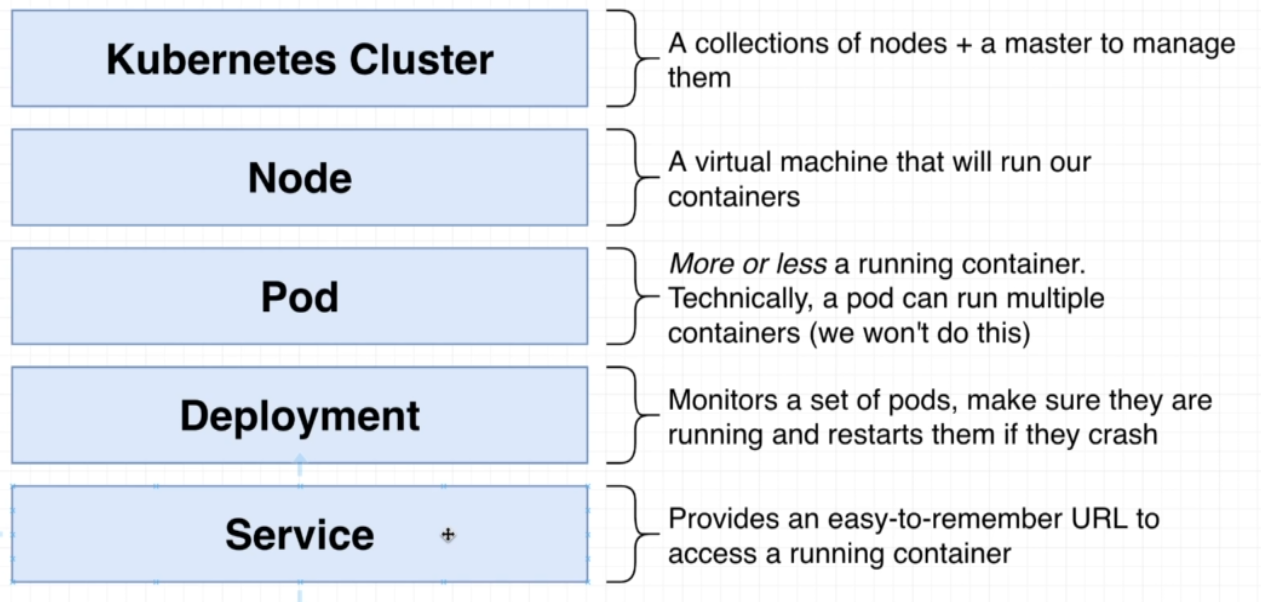 Kubernetes Cluster
A collections of nodes + a master to manage
them
Node
A virtual machine that will run our
containers
Pod
More or less a running container.
Technically, a pod can run multiple
containers (we won't do this)
Deployment
Monitors a set of pods, make sure they are
running and restarts them if they crash
Service
Provides an easy-to-remember URL to
access a running container